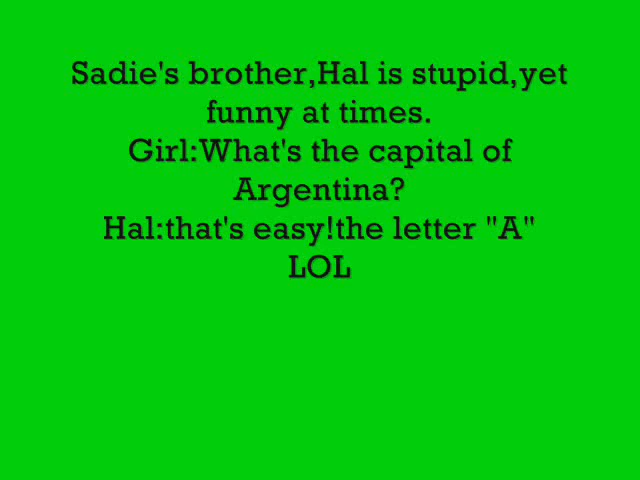 Sadie's brother,Hal is stupid,yet
funny at times.
Girl:What's the capital of
Argentina?
Hal:that's easy!the letter "A"
LOL